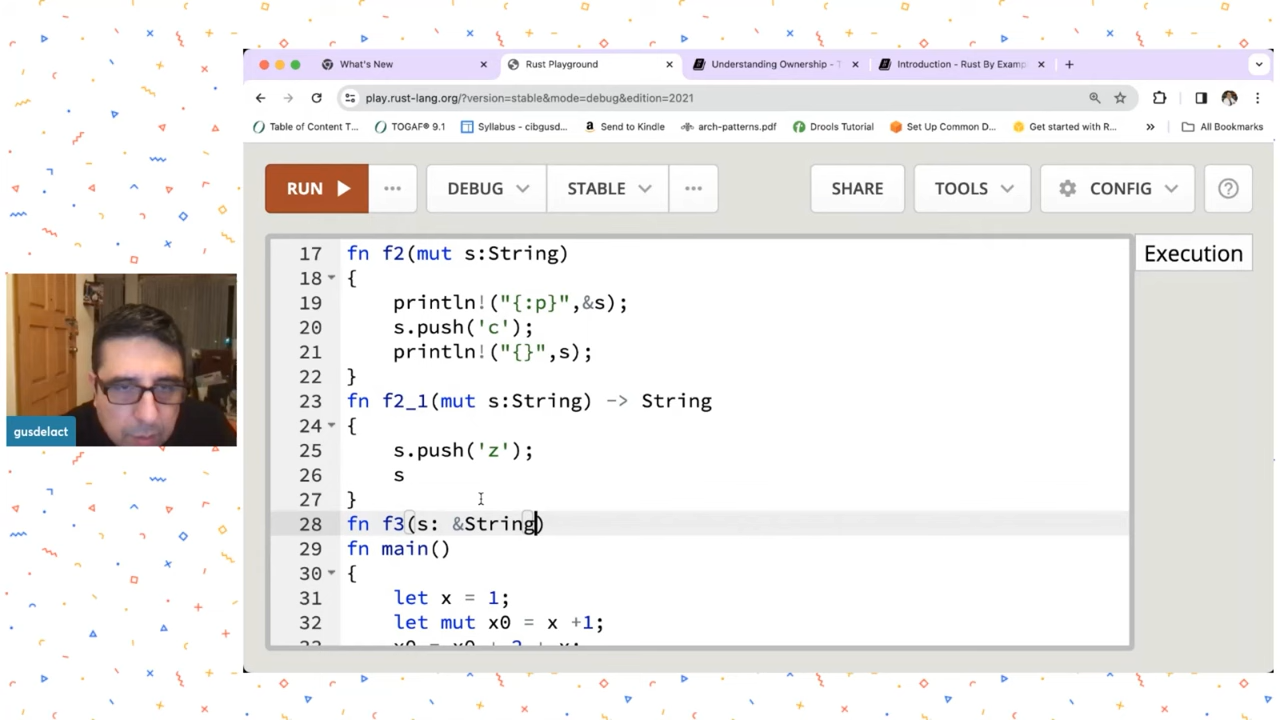 What's New
Rust Playground
Understanding Ownership - T
Introduction - Rust By Examp
play.rust-lang.org/?version=stable&mode=debug&edition=2021
Table of Content T...
TOGAF® 9.1
Syllabus - cibgusd...
Send to Kindle
arch-patterns.pdf
Drools Tutorial
Set Up Common D...
Get started with R...
All Bookmarks
RUN
DEBUG
STABLE
SHARE
TOOLS
CONFIG
Execution
17 fn f2(mut s:String)
18 {
19 println!("{:p}",&s);
20 s.push('c');
21 println!("{}",s);
22 }
23 fn f2_1(mut s:String) -> String
24 {
25 s.push('z');
26 s
27 }
28 fn f3(s: &String)
29 fn main()
30 {
31 let x = 1;
32 let mut x0 = x +1;
33 x0 = x0 + 2 + x;
gusdelact